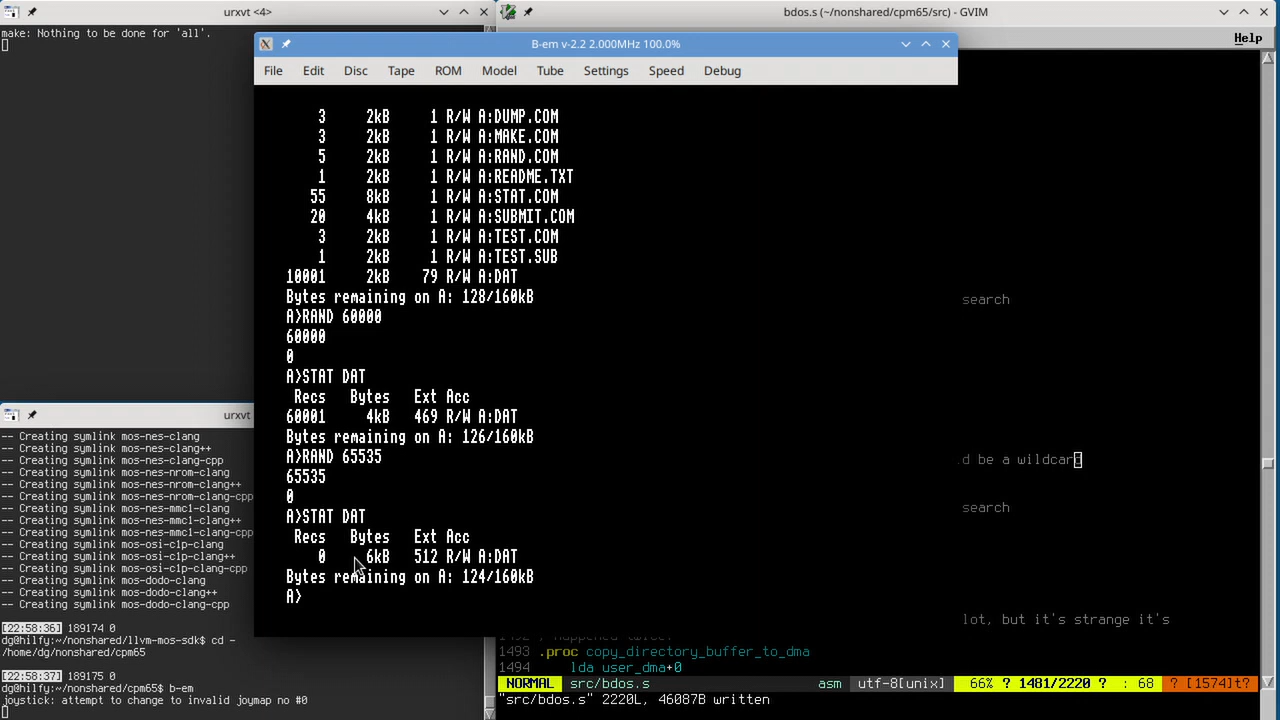 urxvt <4>
make: Nothing to be done for 'all'.
bdos.s (~/nonshared/cpm65/src) - GVIM
Help
B-em v-2.2 2.000MHz 100.0%
File Edit Disc Tape ROM Model Tube Settings Speed Debug
3 2kB 1 R/W A:DUMP.COM
3 2kB 1 R/W A:MAKE.COM
5 2kB 1 R/W A:RAND.COM
1 2kB 1 R/W A:README.TXT
55 8kB 1 R/W A:STAT.COM
20 4kB 1 R/W A:SUBMIT.COM
3 2kB 1 R/W A:TEST.COM
1 2kB 1 R/W A:TEST.SUB
10001 2kB 79 R/W A:DAT
Bytes remaining on A: 128/160kB
A>RAND 60000
60000
0
A>STAT DAT
Recs Bytes Ext Acc
60001 4kB 469 R/W A:DAT
Bytes remaining on A: 126/160kB
A>RAND 65535
65535
0
A>STAT DAT
Recs Bytes Ext Acc
0 6kB 512 R/W A:DAT
Bytes remaining on A: 124/160kB
A>
urxvt
-- Creating symlink mos-nes-clang
-- Creating symlink mos-nes-clang++
-- Creating symlink mos-nes-clang-cpp
-- Creating symlink mos-nes-nrom-clang
-- Creating symlink mos-nes-nrom-clang++
-- Creating symlink mos-nes-nrom-clang-cpp
-- Creating symlink mos-nes-mmc1-clang
-- Creating symlink mos-nes-mmc1-clang++
-- Creating symlink mos-nes-mmc1-clang-cpp
-- Creating symlink mos-osi-c1p-clang
-- Creating symlink mos-osi-c1p-clang++
-- Creating symlink mos-osi-c1p-clang-cpp
-- Creating symlink mos-dodo-clang
-- Creating symlink mos-dodo-clang++
-- Creating symlink mos-dodo-clang-cpp
[22:58:36] 189174 0
dg@hilfy:~/nonshared/llvm-mos-sdk$ cd -
/home/dg/nonshared/cpm65
[22:58:37] 189175 0
dg@hilfy:~/nonshared/cpm65$ b-em
joystick: attempt to change to invalid joymap no #0
search
d be a wildcard
search
lot, but it's strange it's
1493 .proc copy_directory_buffer_to_dma
1494 lda user_dma+0
NORMAL src/bdos.s asm utf-8[unix] 66% ? 1481/2220 ? : 68 ? [1574]t?
"src/bdos.s" 2220L, 46087B written